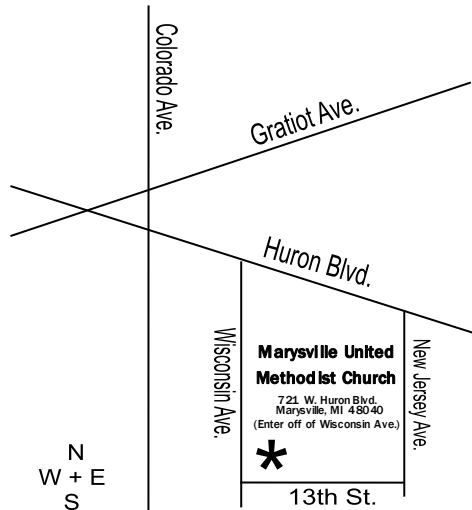 Colorado Ave.
Gratiot Ave.
Huron Blvd.
Wisconsin Ave.
Marysville United
Methodist Church
721 W. Huron Blvd.
Marysville, MI 48040
(Enter off of Wisconsin Ave.)
*
New Jersey Ave.
13th St.
N
W + E
S